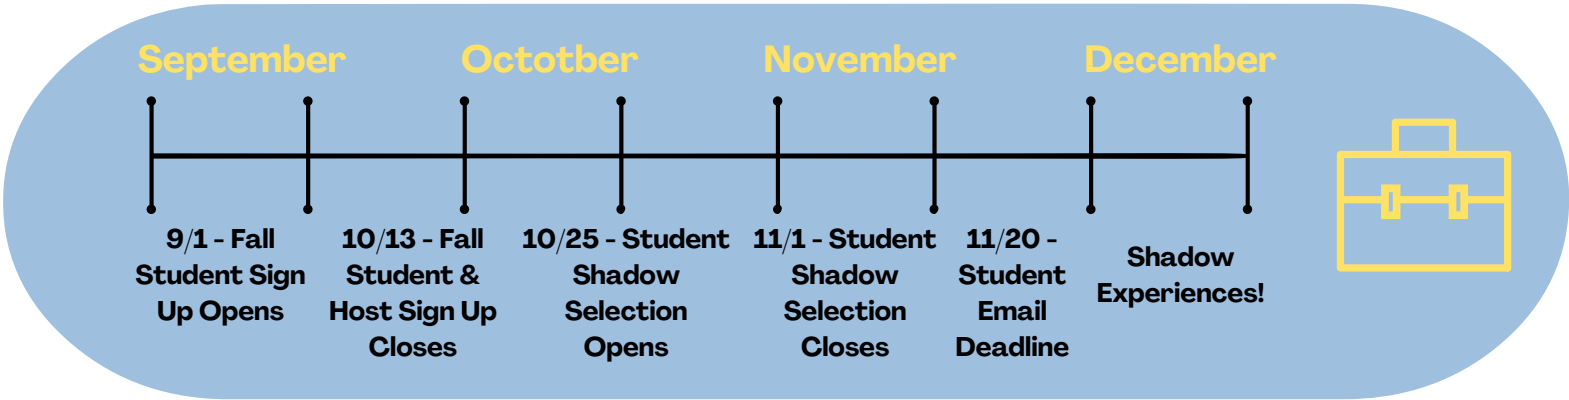 September
Octotber
November
December
9/1 - Fall
Student Sign
Up Opens
10/13 - Fall
Student &
Host Sign Up
Closes
10/25 - Student
Shadow
Selection
Opens
11/1 - Student
Shadow
Selection
Closes
11/20 -
Student
Email
Deadline
Shadow
Experiences!